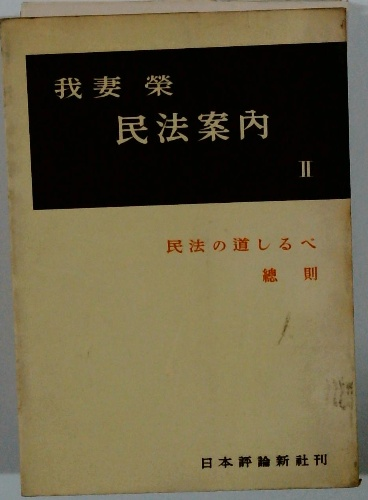 我妻 榮
民法案內
II
民法の道しるべ
總則
日本評論新社刊